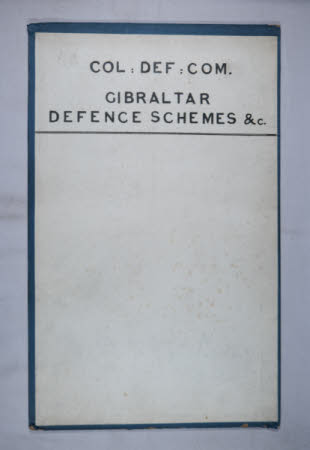 COL : DEF : COM.
GIBRALTAR
DEFENCE SCHEMES &c.